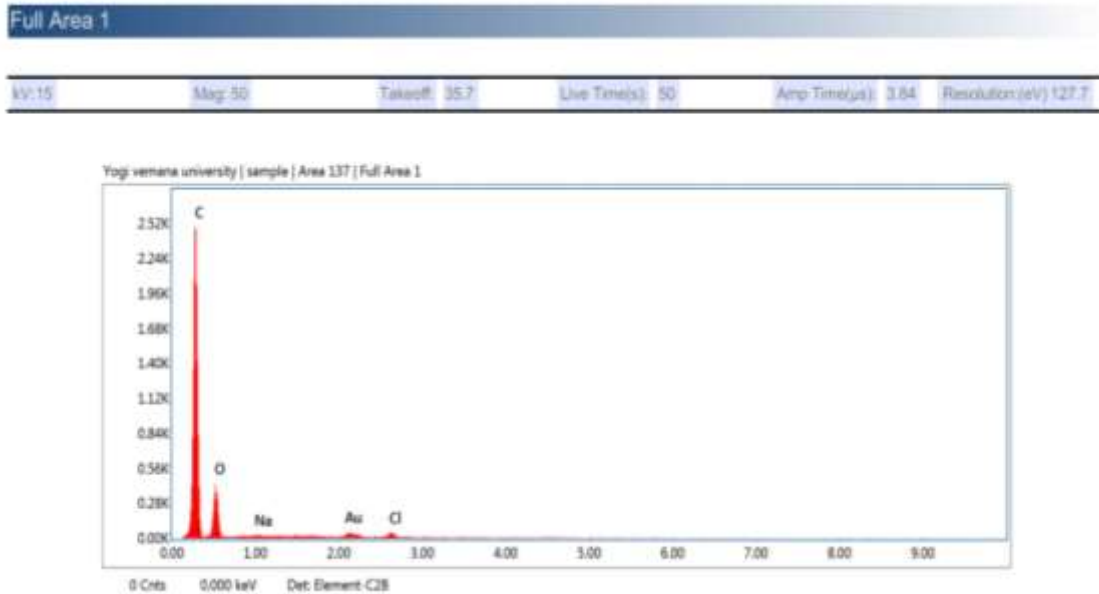 Full Area 1
kV:15 Mag: 50 Takeoff: 35.7 Live Time(s): 50 Amp Time(µs): 3.84 Resolution:(eV) 127.7
Yogi vemana university | sample | Area 137 | Full Area 1
C
2.52K
2.24K
1.96K
1.68K
1.40K
1.12K
0.84K
0.56K
O
0.28K
Na Au Cl
0.00K
0.00 1.00 2.00 3.00 4.00 5.00 6.00 7.00 8.00 9.00
0 Cnts 0.000 keV Det: Element-C2B